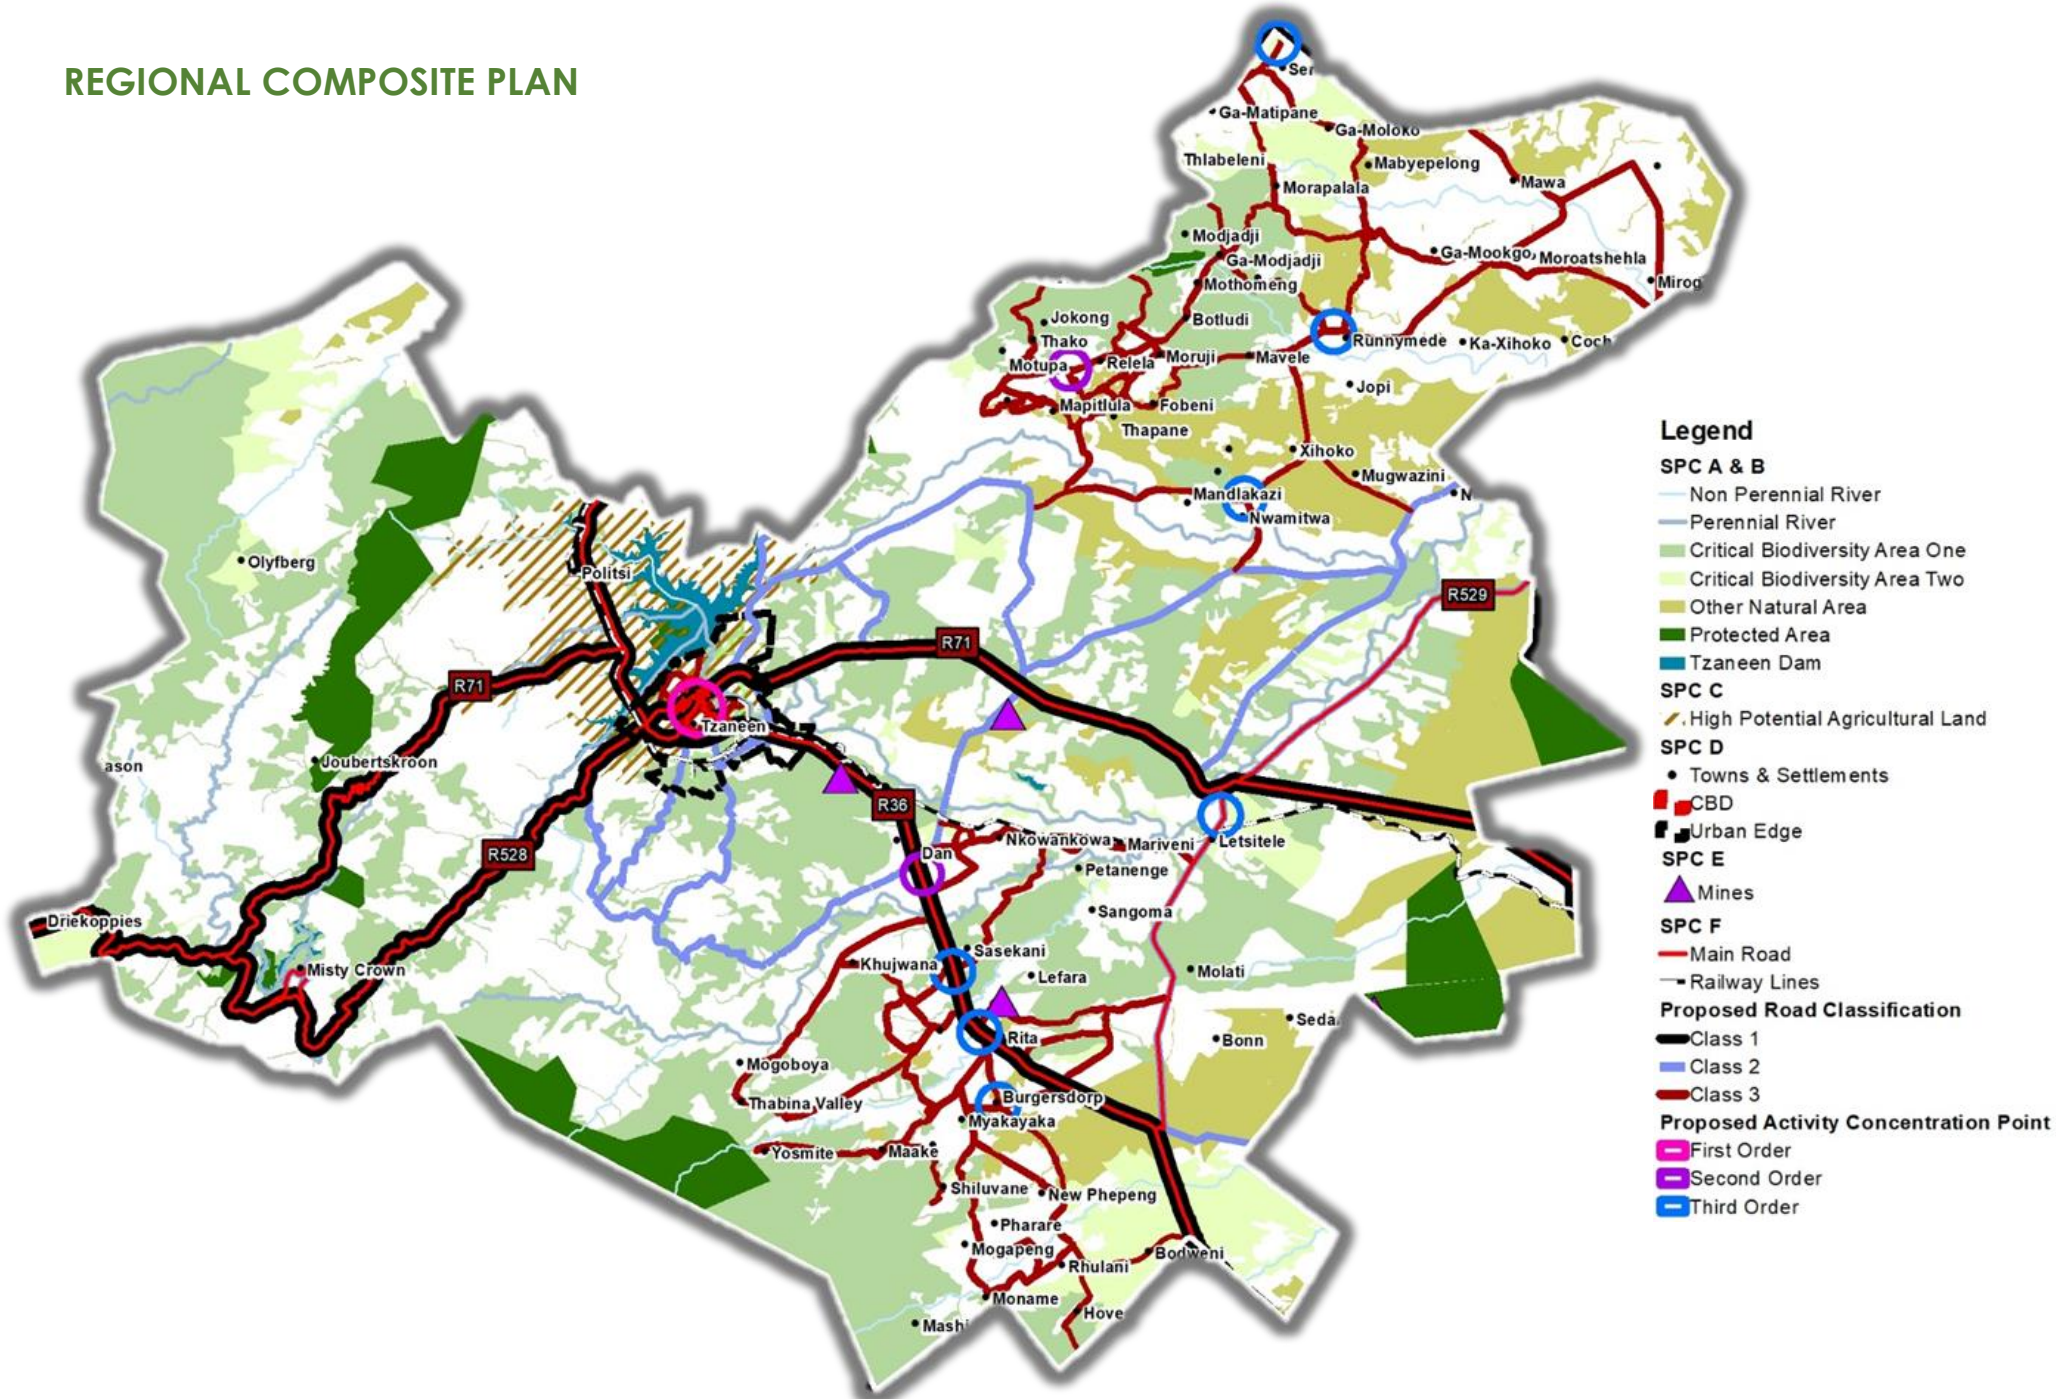 REGIONAL COMPOSITE PLAN
Ser
Ga-Matipane
Ga-Moloko
Thlabeleni
Mabyepelong
Morapalala
Mawa
Modjadji
Ga-Modjadji
Ga-Mookgo
Moroatshehla
Mothomeng
Mirog
Jokong
Botludi
Thako
Runnymede
Ka-Xihoko
Coch
Motupa
Relela
Moruji
Mavele
Jopi
Mapitlula
Fobeni
Thapane
Xihoko
Mugwazini
Mandlakazi
N
Nwamitwa
Olyfberg
Politsi
R529
R71
R71
Tzaneen
ason
Joubertskroon
R36
R528
Dan
Nkowankowa
Mariveni
Letsitele
Petanenge
Sangoma
Driekoppies
Misty Crown
Sasekani
Khujwana
Lefara
Molati
Seda
Rita
Bonn
Mogoboya
Thabina Valley
Burgersdorp
Myakayaka
Yosmite
Maake
Shiluvane
New Phepeng
Pharare
Mogapeng
Rhulani
Bodweni
Moname
Hove
Mashi
Legend
SPC A & B
Non Perennial River
Perennial River
Critical Biodiversity Area One
Critical Biodiversity Area Two
Other Natural Area
Protected Area
Tzaneen Dam
SPC C
High Potential Agricultural Land
SPC D
Towns & Settlements
CBD
Urban Edge
SPC E
Mines
SPC F
Main Road
Railway Lines
Proposed Road Classification
Class 1
Class 2
Class 3
Proposed Activity Concentration Point
First Order
Second Order
Third Order